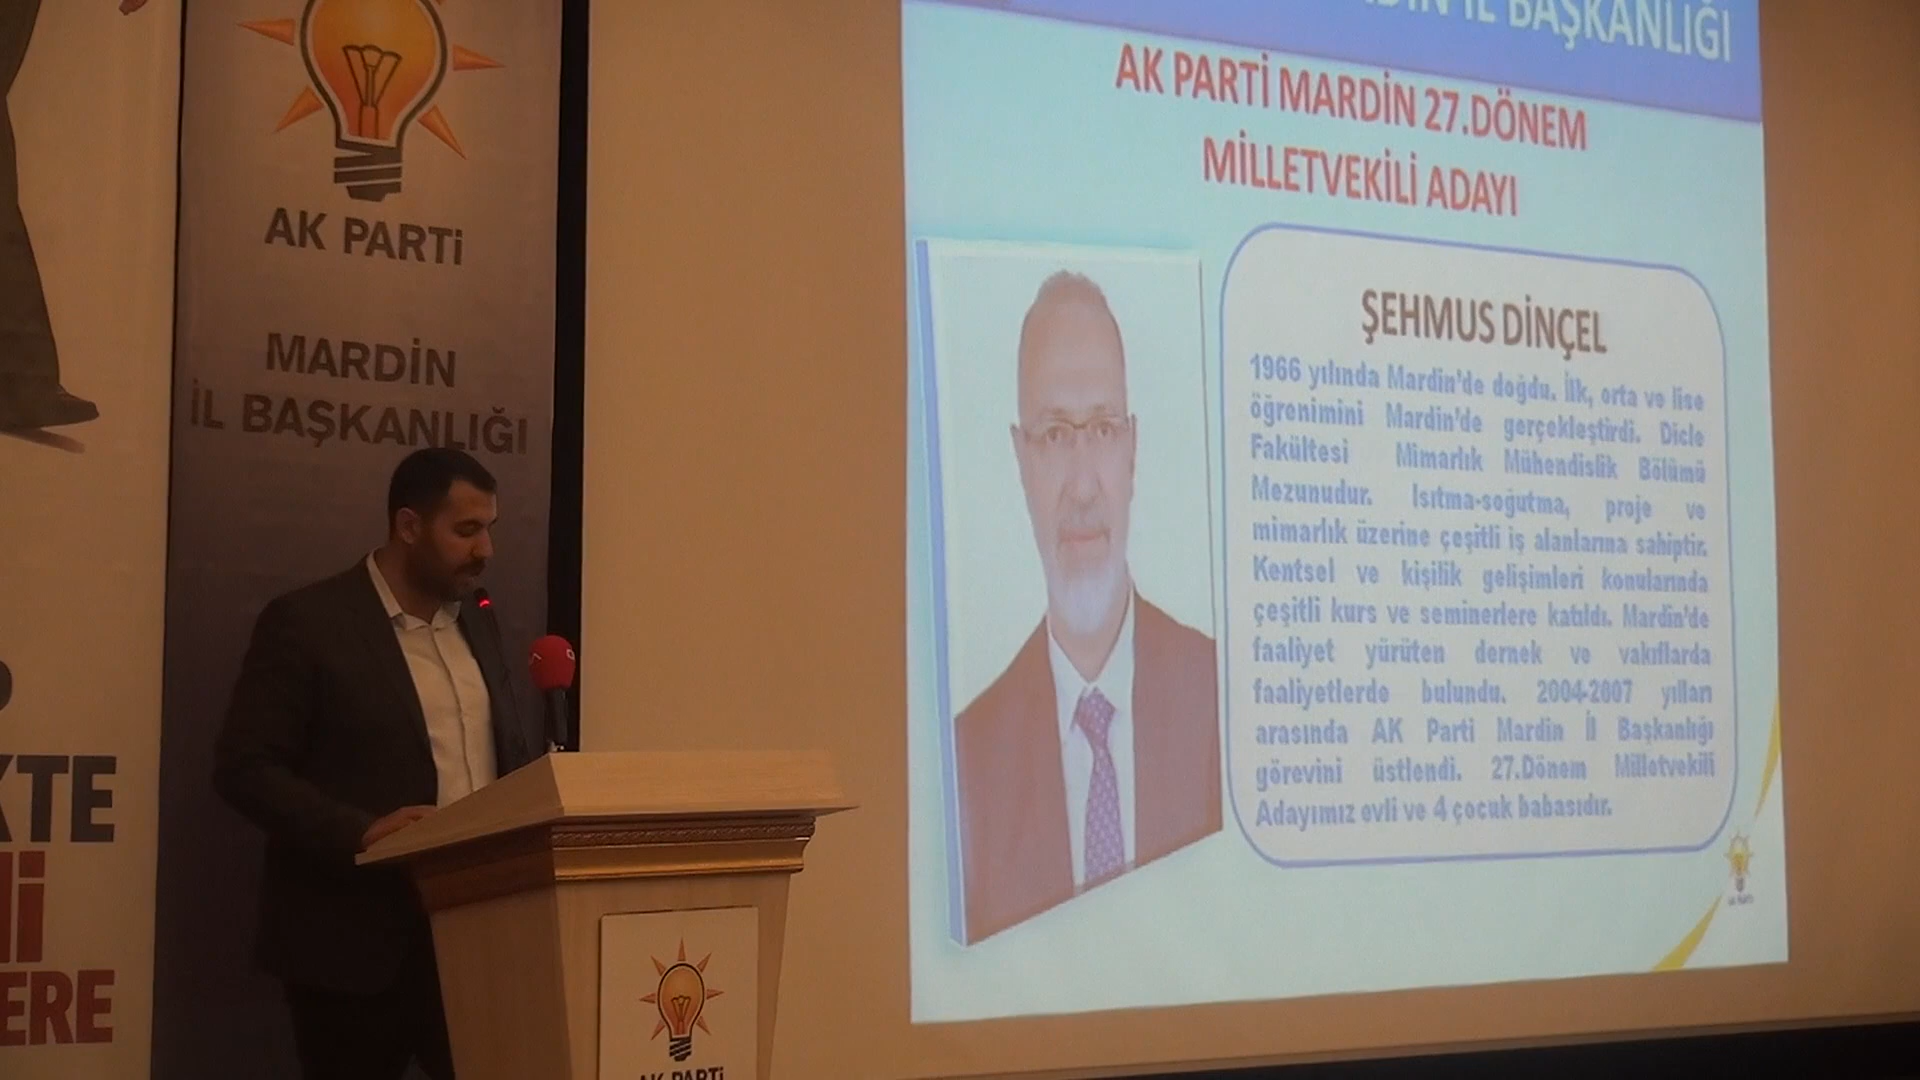 AK PARTİ
MARDİN
İL BAŞKANLIĞI
KTE
ERE
AK PARTİ
İL BAŞKANLIĞI
AK PARTİ MARDİN 27.DÖNEM
MİLLETVEKİLİ ADAYI
ŞEHMUS DİNÇEL
1966 yılında Mardin'de doğdu. İlk, orta ve lise
öğrenimini Mardin'de gerçekleştirdi. Dicle
Fakültesi Mimarlık Mühendislik Bölümü
Mezunudur. Isıtma-soğutma, proje ve
mimarlık üzerine çeşitli iş alanlarına sahiptir.
Kentsel ve kişilik gelişimleri konularında
çeşitli kurs ve seminerlere katıldı. Mardin'de
faaliyet yürüten dernek ve vakıflarda
faaliyetlerde bulundu. 2004-2007 yılları
arasında AK Parti Mardin İl Başkanlığı
görevini üstlendi. 27.Dönem Milletvekili
Adayımız evli ve 4 çocuk babasıdır.
AK PARTİ